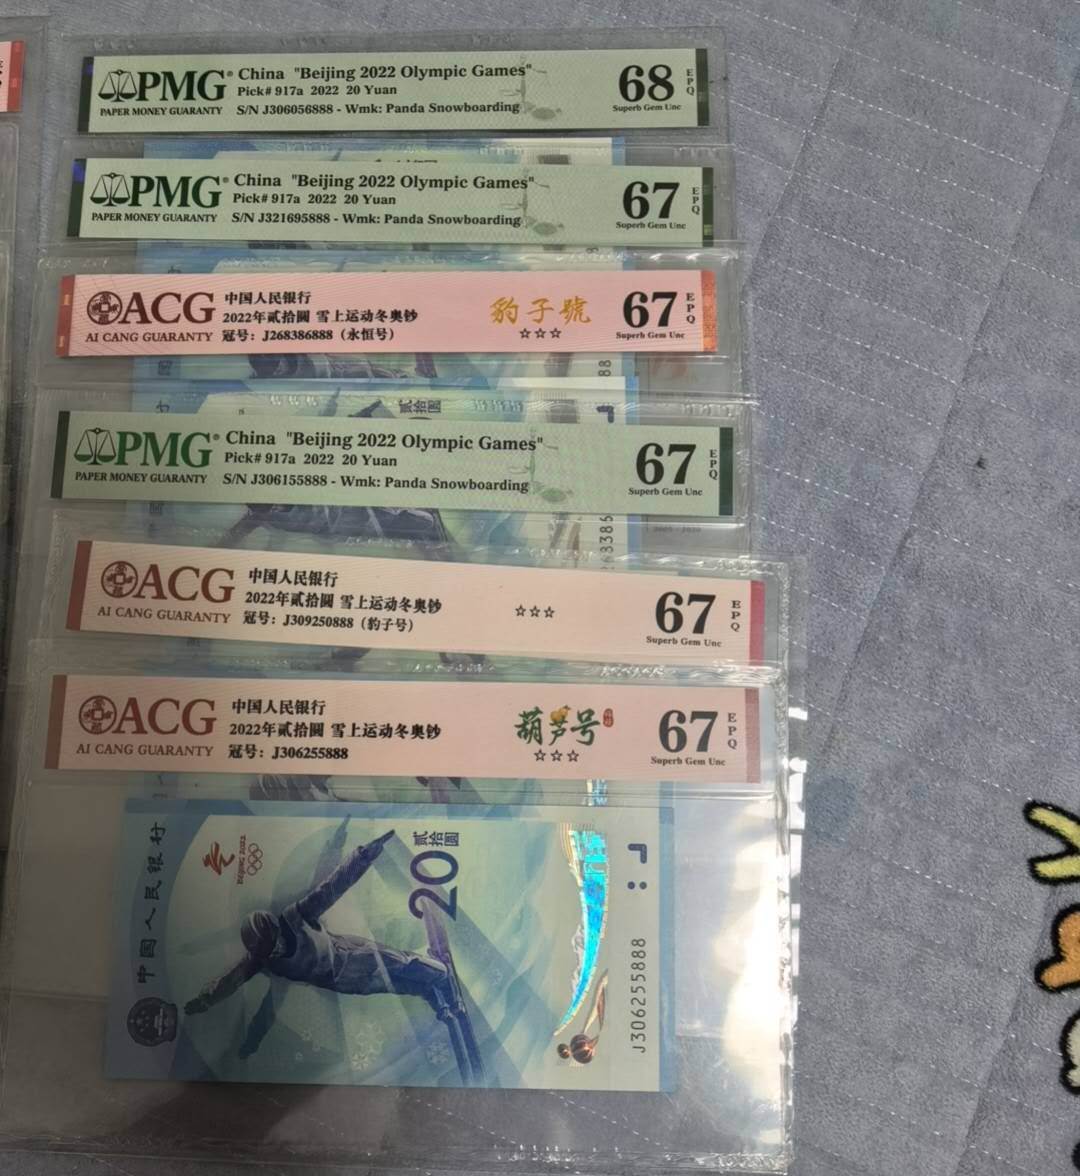 PMG® China "Beijing 2022 Olympic Games"
Pick# 917a 2022 20 Yuan
PAPER MONEY GUARANTY S/N J306056888 - Wmk: Panda Snowboarding
68 EPQ
Superb Gem Unc
PMG® China "Beijing 2022 Olympic Games"
Pick# 917a 2022 20 Yuan
PAPER MONEY GUARANTY S/N J321695888 - Wmk: Panda Snowboarding
67 EPQ
Superb Gem Unc
ACG 中国人民银行
2022年贰拾圆 雪上运动冬奥钞
AI CANG GUARANTY 冠号：J268386888（永恒号）
豹子號
☆☆☆
67 EPQ
Superb Gem Unc
88
贰拾圆
PMG® China "Beijing 2022 Olympic Games"
Pick# 917a 2022 20 Yuan
PAPER MONEY GUARANTY S/N J306155888 - Wmk: Panda Snowboarding
67 EPQ
Superb Gem Unc
68386
ACG 中国人民银行
2022年贰拾圆 雪上运动冬奥钞
AI CANG GUARANTY 冠号：J309250888（豹子号）
☆☆☆
67 EPQ
Superb Gem Unc
ACG 中国人民银行
2022年贰拾圆 雪上运动冬奥钞
AI CANG GUARANTY 冠号：J306255888
葫芦号
☆☆☆
67 EPQ
Superb Gem Unc
中国人民银行
BEIJING 2022
贰拾圆
20
J306255888